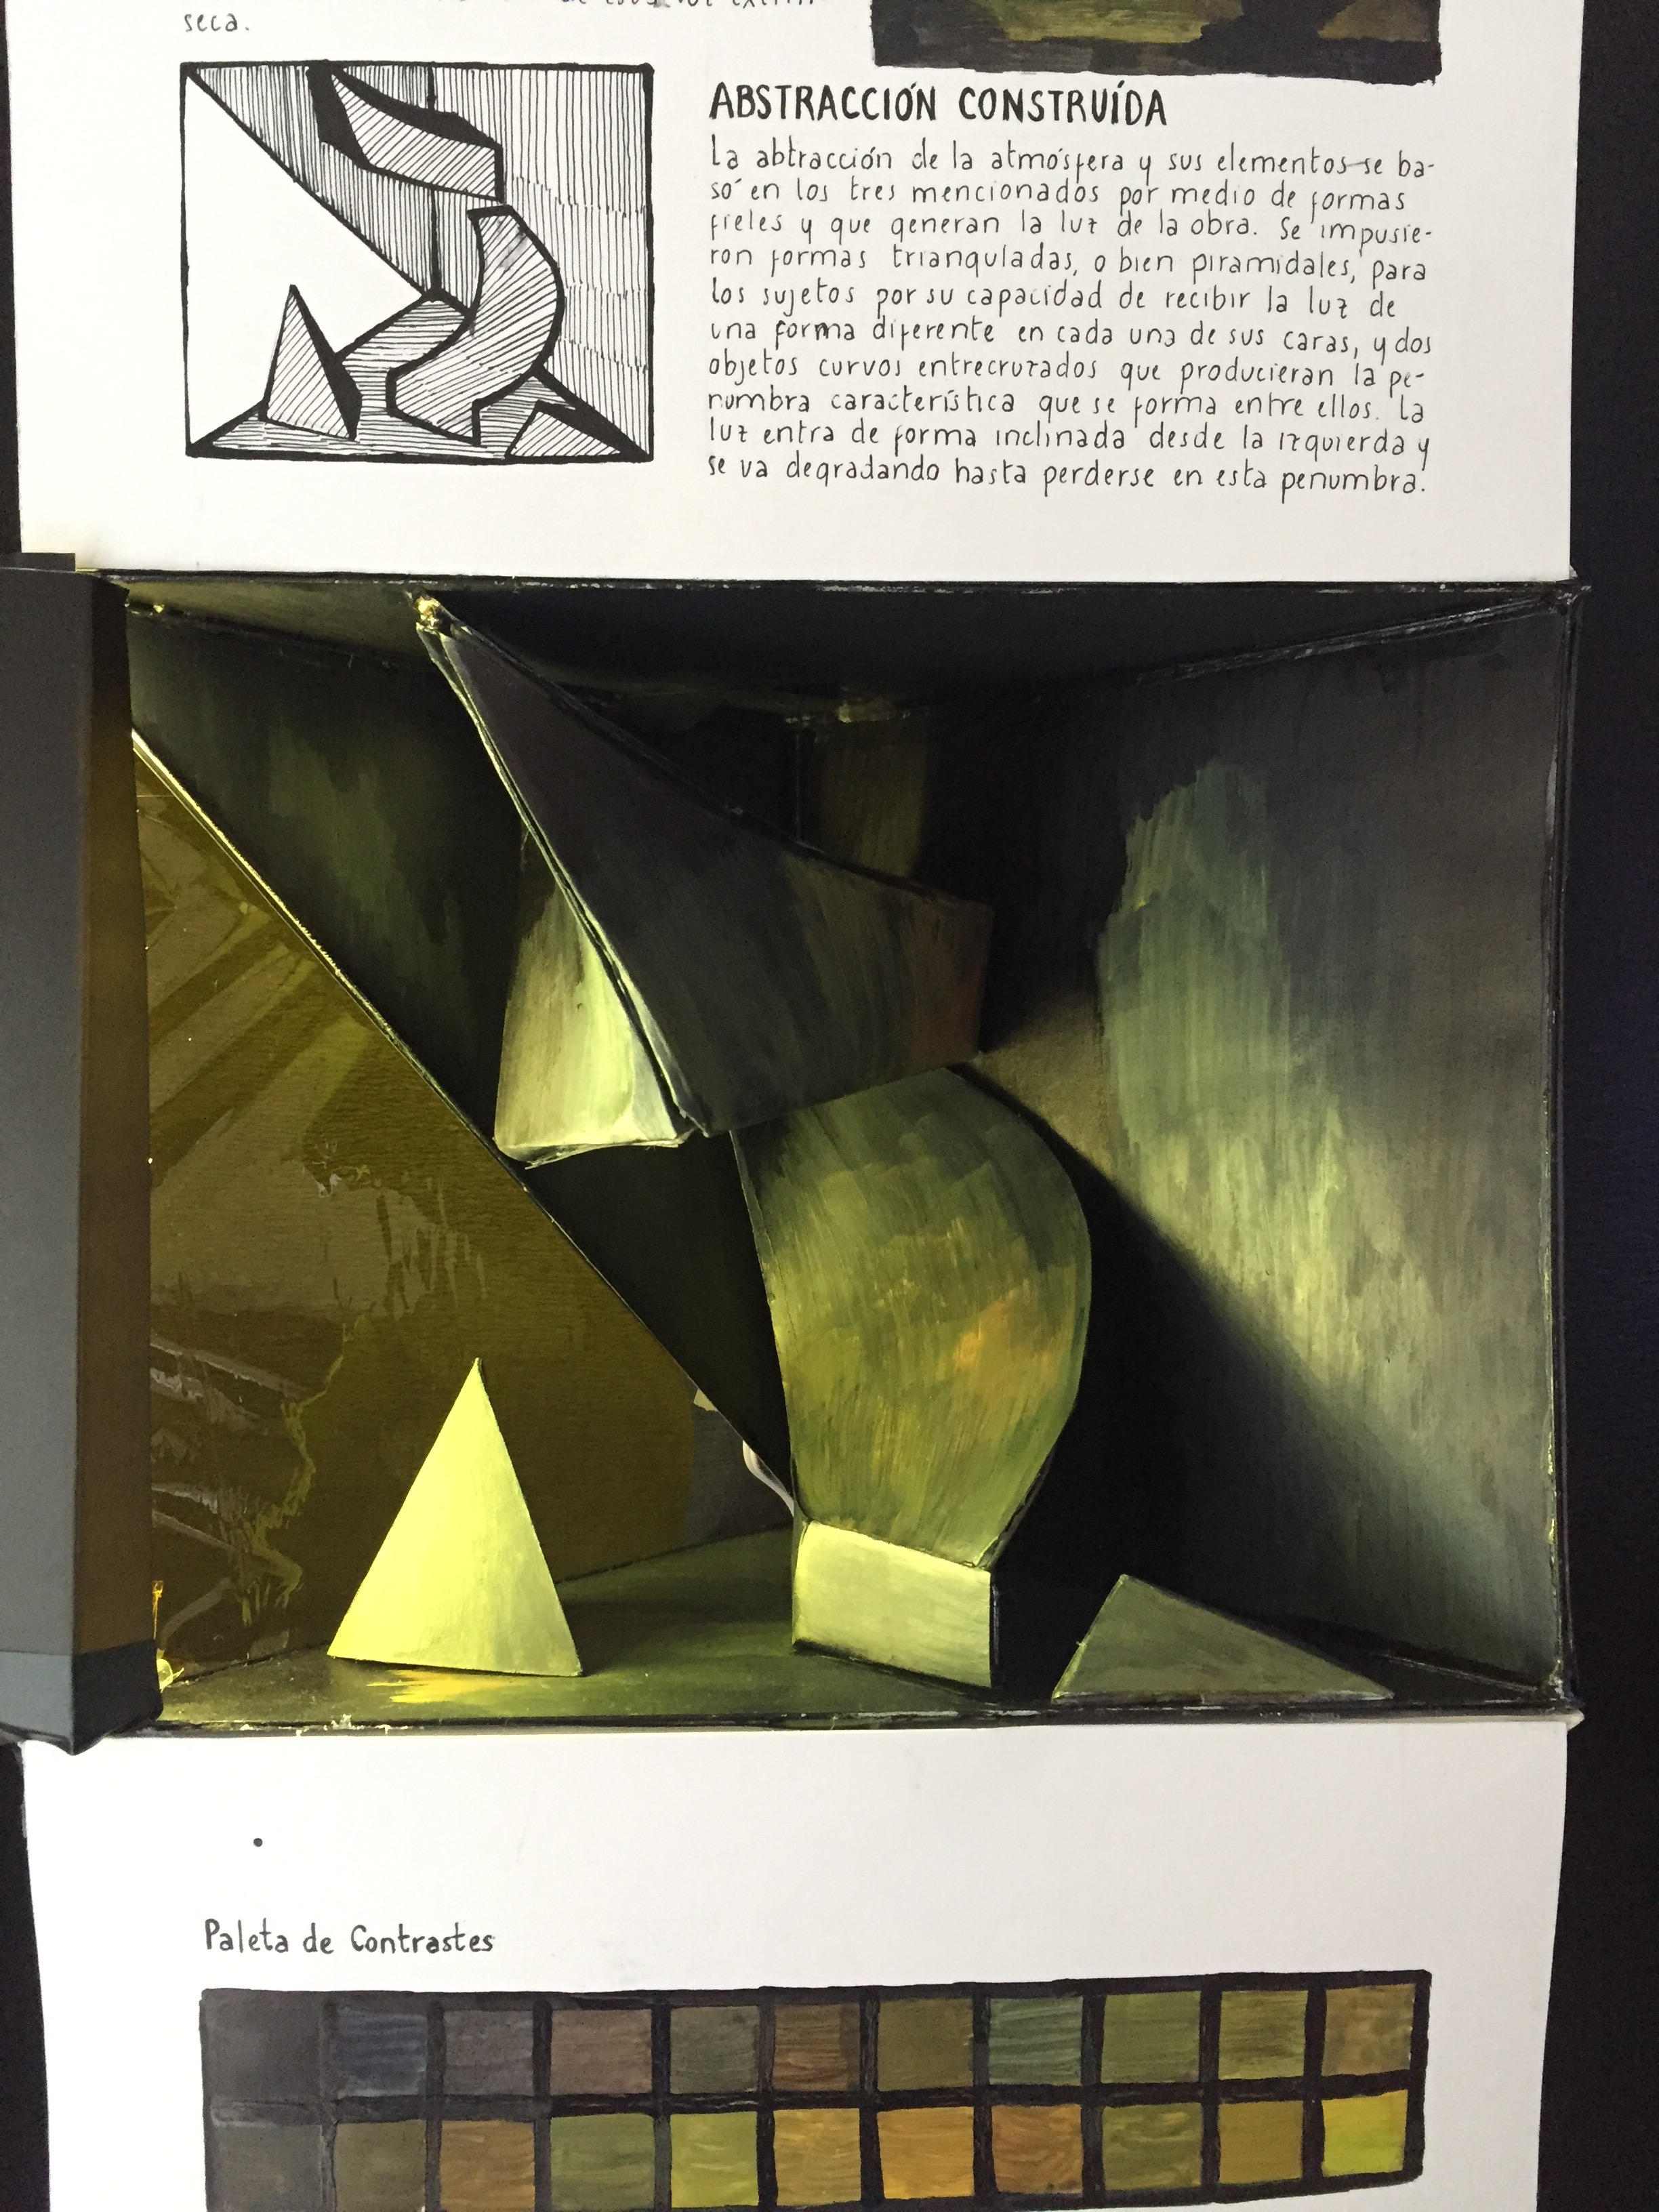 seca.
ABSTRACCIÓN CONSTRUÍDA
La abtracción de la atmósfera y sus elementos se ba-
só en los tres mencionados por medio de formas
fieles y que generan la luz de la obra. Se impusie-
ron formas trianguladas, o bien piramidales, para
los sujetos por su capacidad de recibir la luz de
una forma diferente en cada una de sus caras, y dos
objetos curvos entrecruzados que producieran la pe-
numbra característica que se forma entre ellos. La
luz entra de forma inclinada desde la izquierda y
se va degradando hasta perderse en esta penumbra.
Paleta de Contrastes